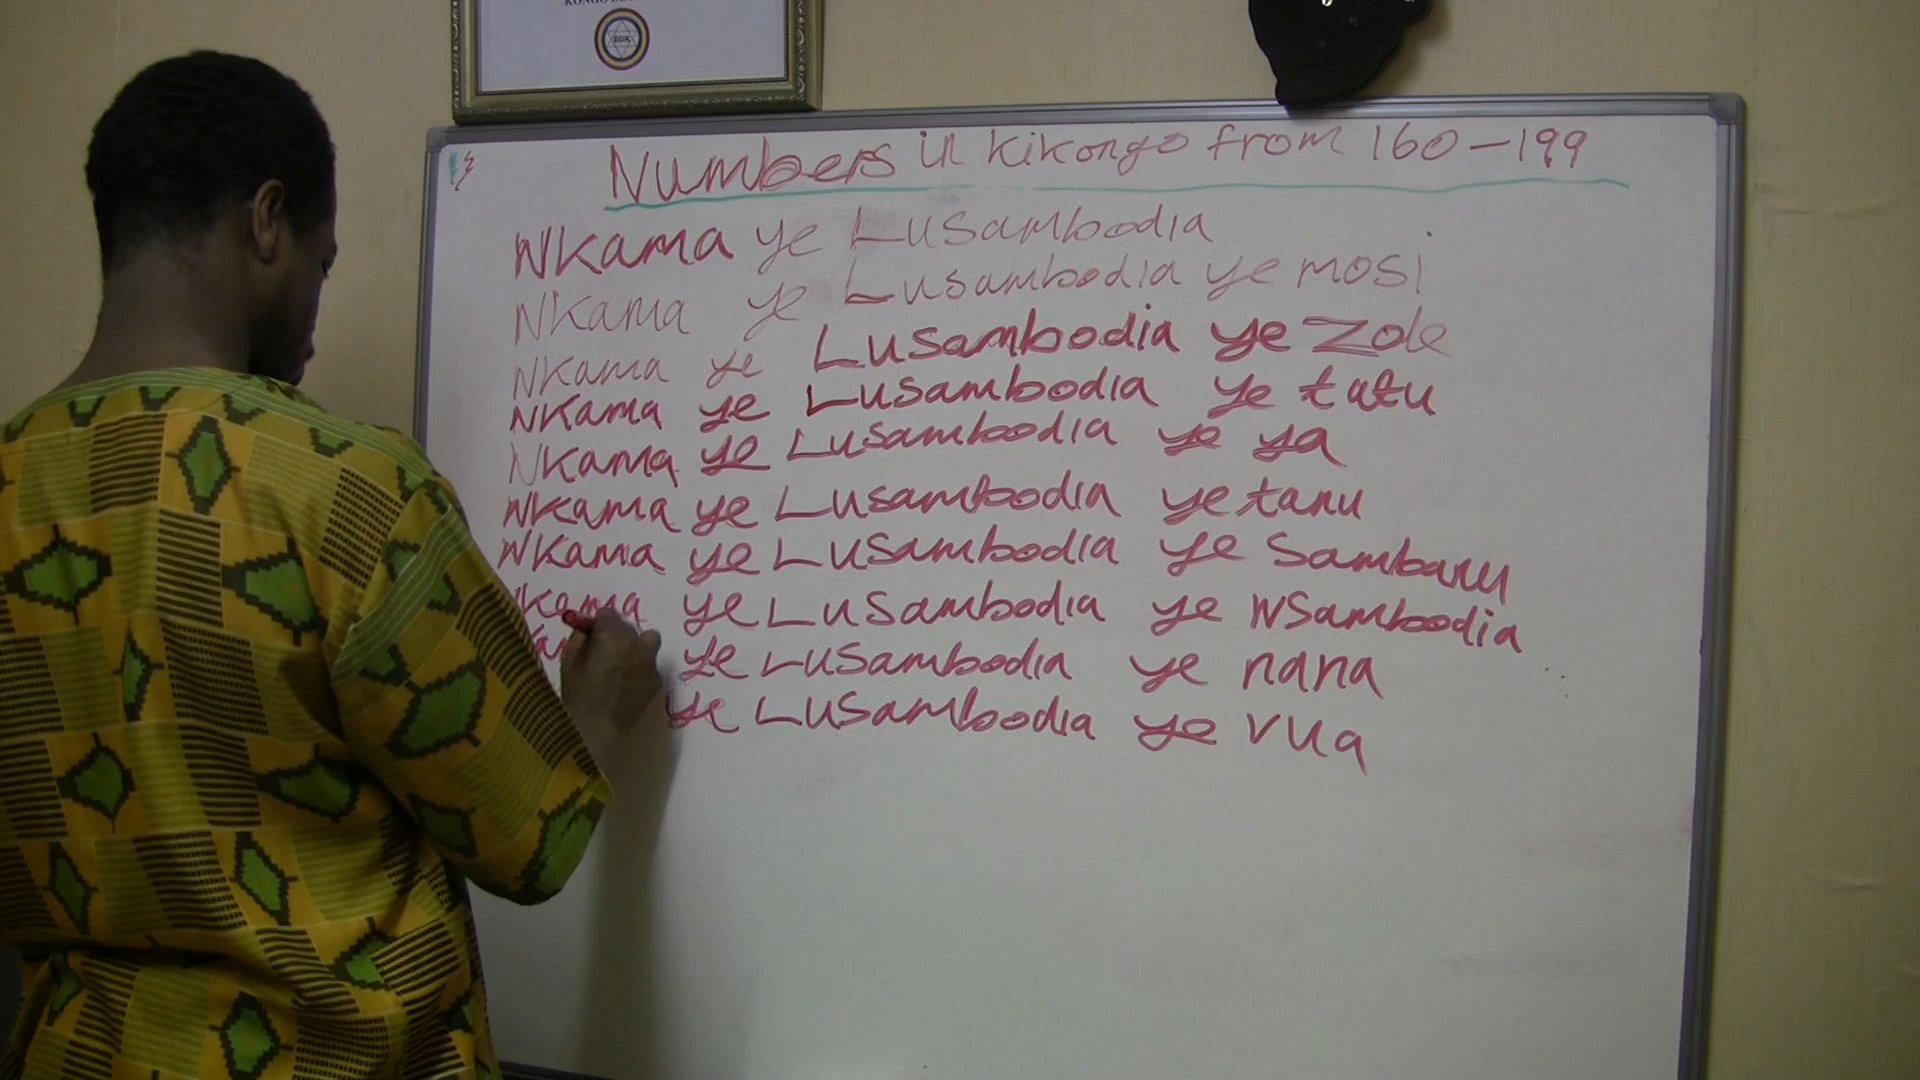 BDK
Numbers in kikongo from 160-199
Nkama ye Lusambodia
Nkama ye Lusambodia ye mosi
Nkama ye Lusambodia ye Zole
Nkama ye Lusambodia ye tatu
Nkama ye Lusambodia ye ya
Nkama ye Lusambodia ye tanu
Nkama ye Lusambodia ye Sambanu
kama ye Lusambodia ye NSambodia
ye Lusambodia ye nana
ye Lusambodia ye vua